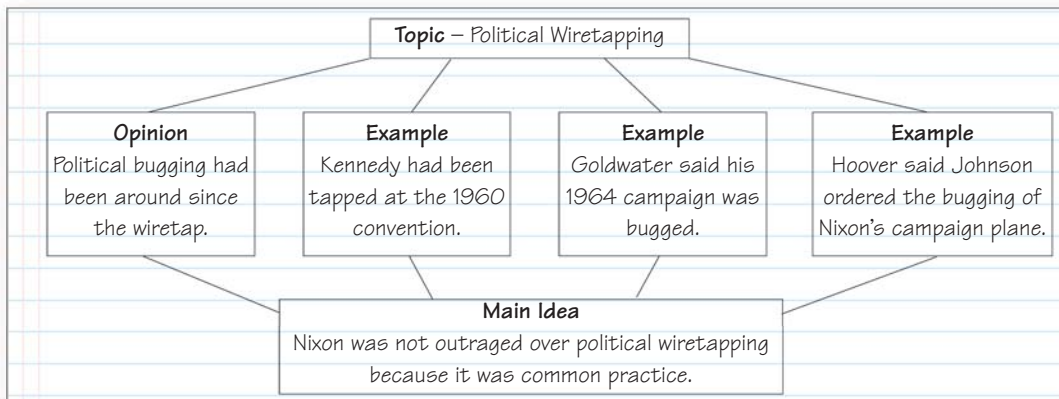 Topic – Political Wiretapping
Opinion
Political bugging had
been around since
the wiretap.
Example
Kennedy had been
tapped at the 1960
convention.
Example
Goldwater said his
1964 campaign was
bugged.
Example
Hoover said Johnson
ordered the bugging of
Nixon's campaign plane.
Main Idea
Nixon was not outraged over political wiretapping
because it was common practice.